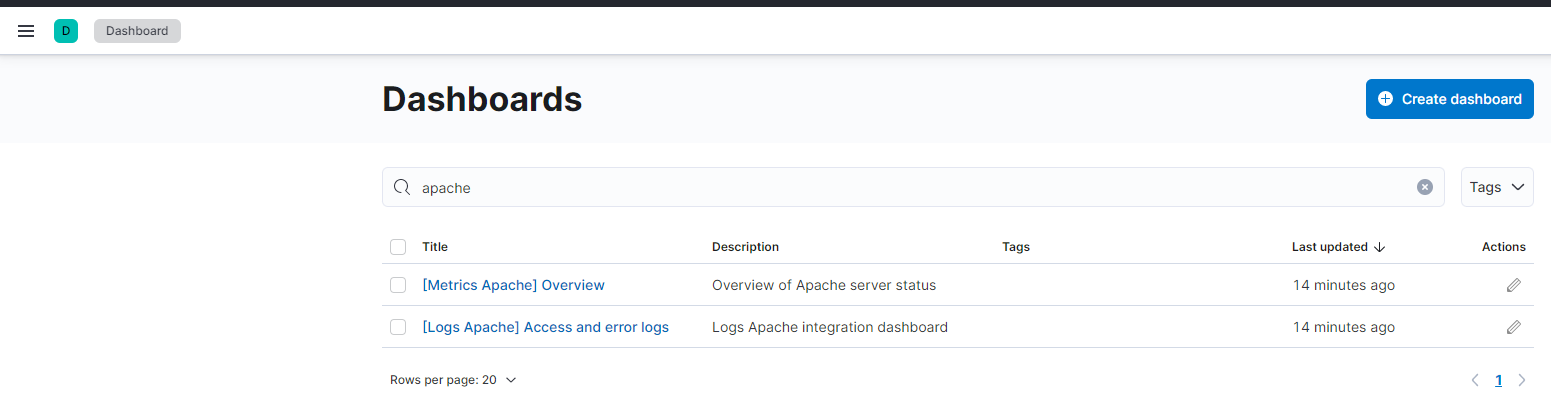 D Dashboard
Dashboards
Create dashboard
apache
Tags
Title Description Tags Last updated Actions
[Metrics Apache] Overview Overview of Apache server status 14 minutes ago
[Logs Apache] Access and error logs Logs Apache integration dashboard 14 minutes ago
Rows per page: 20
1